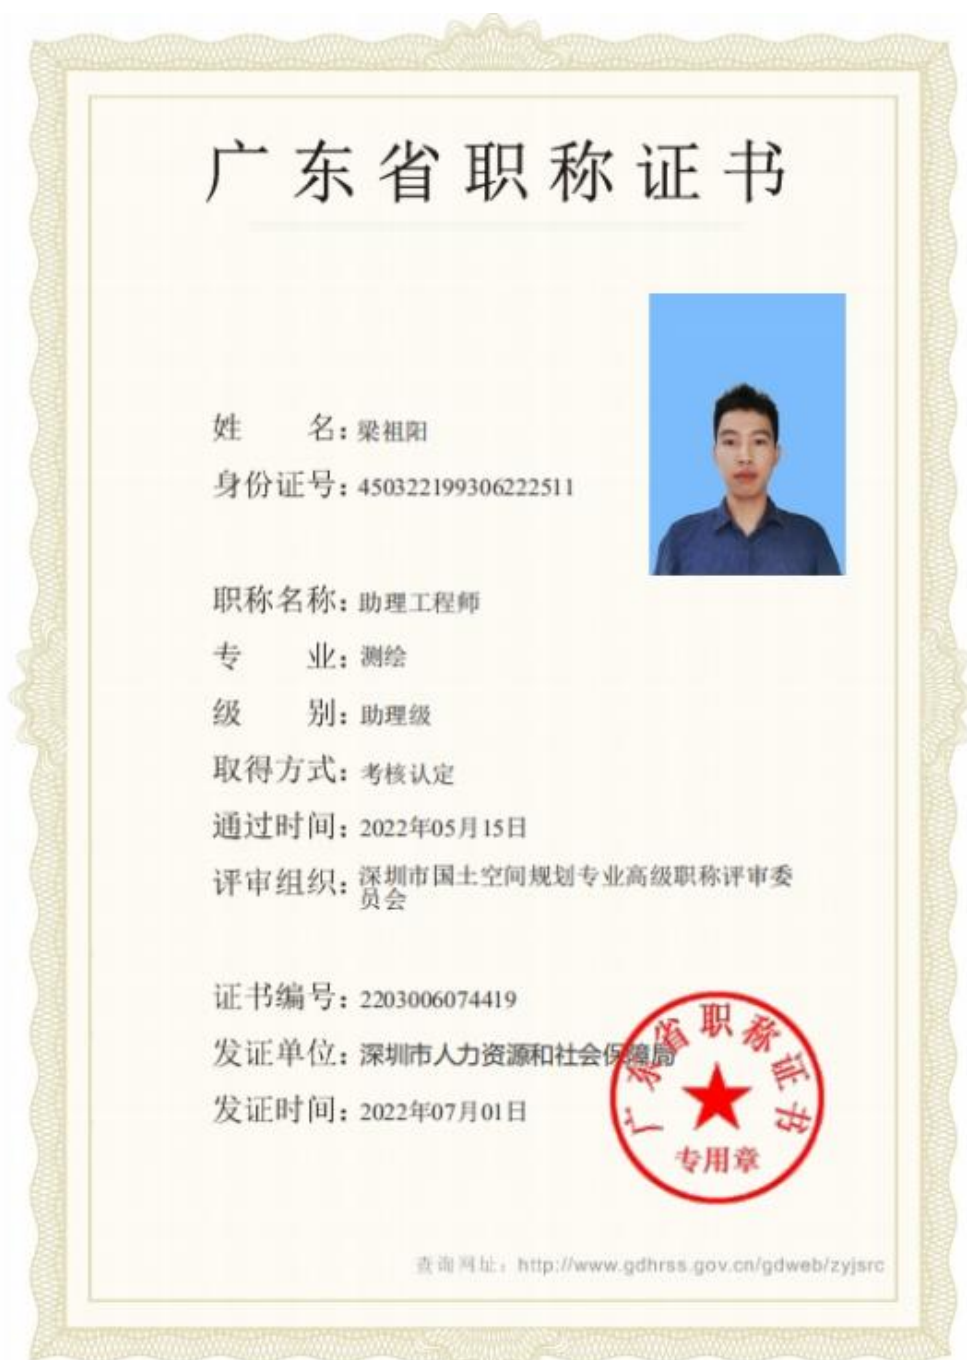 广东省职称证书
姓 名：梁祖阳
身份证号：450322199306222511
职称名称：助理工程师
专 业：测绘
级 别：助理级
取得方式：考核认定
通过时间：2022年05月15日
评审组织：深圳市国土空间规划专业高级职称评审委
员会
证书编号：2203006074419
发证单位：深圳市人力资源和社会保障局
发证时间：2022年07月01日
广东省职称证书
专用章
查询网址：http://www.gdhrss.gov.cn/gdweb/zyjsrc